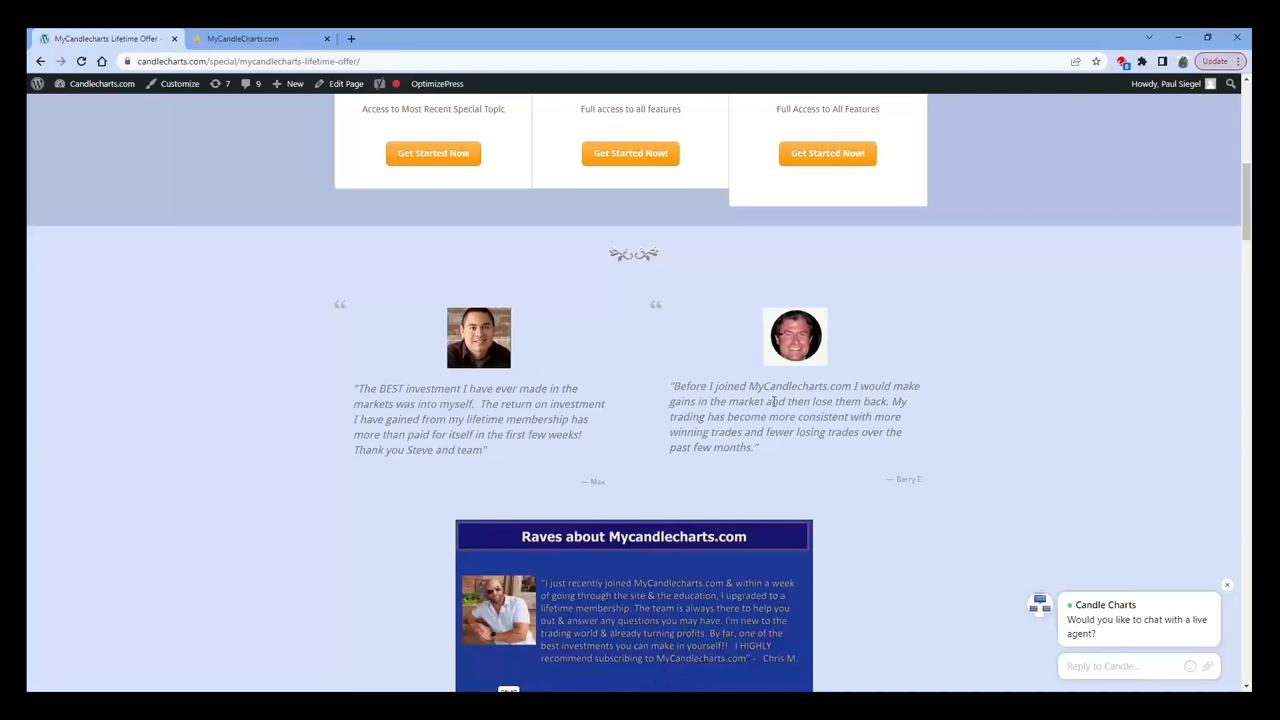 MyCandlecharts Lifetime Offer -
MyCandleCharts.com
candlecharts.com/special/mycandlecharts-lifetime-offer/
Update
Candlecharts.com
Customize
7
9
New
Edit Page
OptimizePress
Howdy, Paul Siegel
Access to Most Recent Special Topic
Full access to all features
Full Access to All Features
Get Started Now
Get Started Now!
Get Started Now!
"The BEST investment I have ever made in the
markets was into myself. The return on investment
I have gained from my lifetime membership has
more than paid for itself in the first few weeks!
Thank you Steve and team"
— Max
"Before I joined MyCandlecharts.com I would make
gains in the market and then lose them back. My
trading has become more consistent with more
winning trades and fewer losing trades over the
past few months."
— Barry E
Raves about Mycandlecharts.com
"I just recently joined MyCandlecharts.com & within a week
of going through the site & the education, I upgraded to a
lifetime membership. The team is always there to help you
out & answer any questions you may have. I'm new to the
trading world & already turning profits. By far, one of the
best investments you can make in yourself!! I HIGHLY
recommend subscribing to MyCandlecharts.com" - Chris M.
Candle Charts
Would you like to chat with a live
agent?
Reply to Candle...